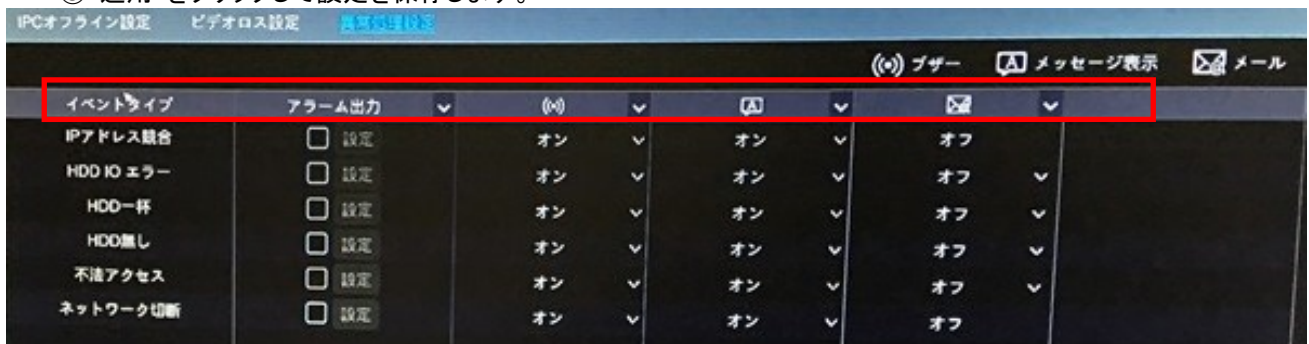 適用"をクリックして設定を保存します。
IPCオフライン設定 ビデオロス設定 異常処理設定
ブザー メッセージ表示 メール
イベントタイプ アラーム出力
IPアドレス競合 設定 オン オン オフ
HDD IO エラー 設定 オン オン オフ
HDD一杯 設定 オン オン オフ
HDD無し 設定 オン オン オフ
不法アクセス 設定 オン オン オフ
ネットワーク切断 設定 オン オン オフ